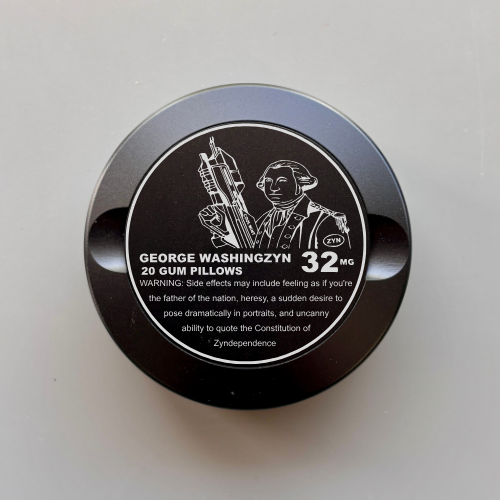 ZYN
GEORGE WASHINGZYN
32 MG
20 GUM PILLOWS
WARNING: Side effects may include feeling as if you're
the father of the nation, heresy, a sudden desire to
pose dramatically in portraits, and uncanny
ability to quote the Constitution of
Zyndependence